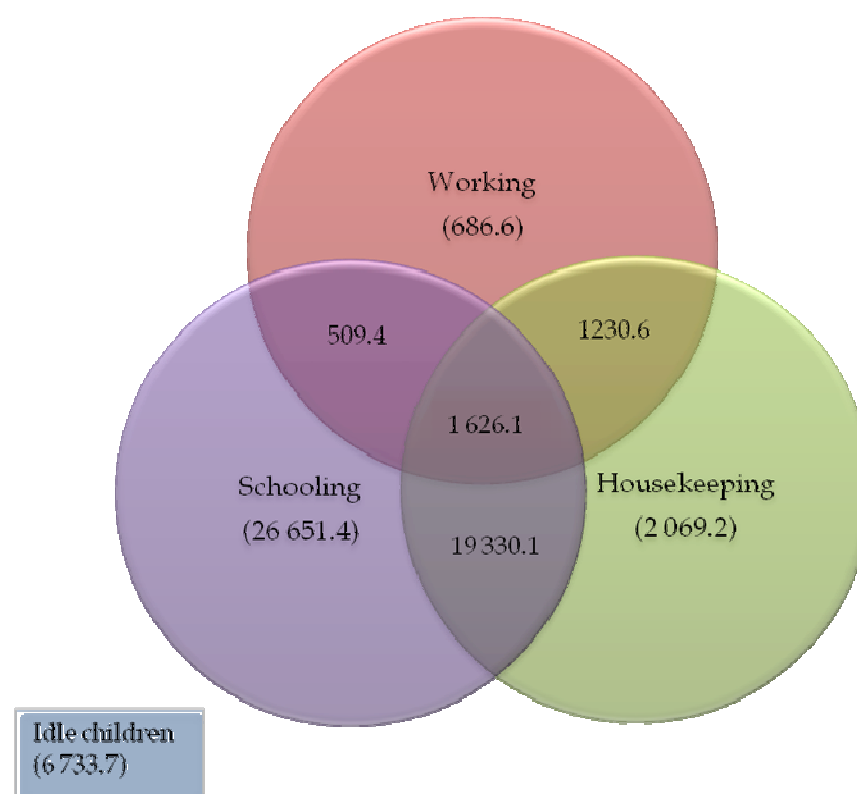 Working
(686.6)
509.4
1230.6
1 626.1
Schooling
(26 651.4)
Housekeeping
(2 069.2)
19 330.1
Idle children
(6 733.7)